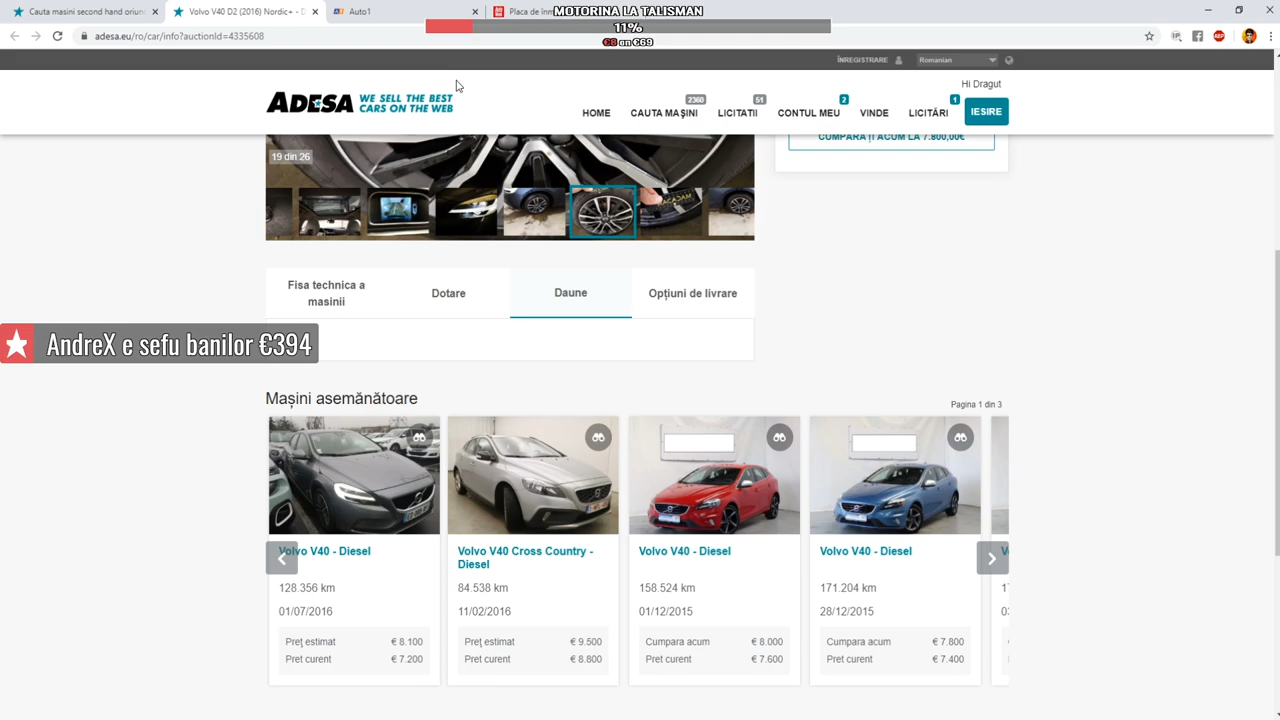 Cauta masini second hand oriund
Volvo V40 D2 (2016) Nordic+ - D
Auto1
Placa de înm
MOTORINA LA TALISMAN
11%
€8 an €69
adesa.eu/ro/car/info?auctionId=4335608
ÎNREGISTRARE
Romanian
Hi Dragut
ADESA WE SELL THE BEST
CARS ON THE WEB
HOME
CAUTA MAȘINI 2360
LICITATII 51
CONTUL MEU 2
VINDE
LICITĂRI 1
IESIRE
19 din 26
CUMPĂRĂ ȚI ACUM LA 7.800,00€
Fisa technica a
masinii
Dotare
Daune
Opțiuni de livrare
AndreX e sefu banilor €394
Mașini asemănătoare
Pagina 1 din 3
Volvo V40 - Diesel
128.356 km
01/07/2016
Preț estimat € 8.100
Pret curent € 7.200
Volvo V40 Cross Country -
Diesel
84.538 km
11/02/2016
Preț estimat € 9.500
Pret curent € 8.800
Volvo V40 - Diesel
158.524 km
01/12/2015
Cumpara acum € 8.000
Pret curent € 7.600
Volvo V40 - Diesel
171.204 km
28/12/2015
Cumpara acum € 7.800
Pret curent € 7.400